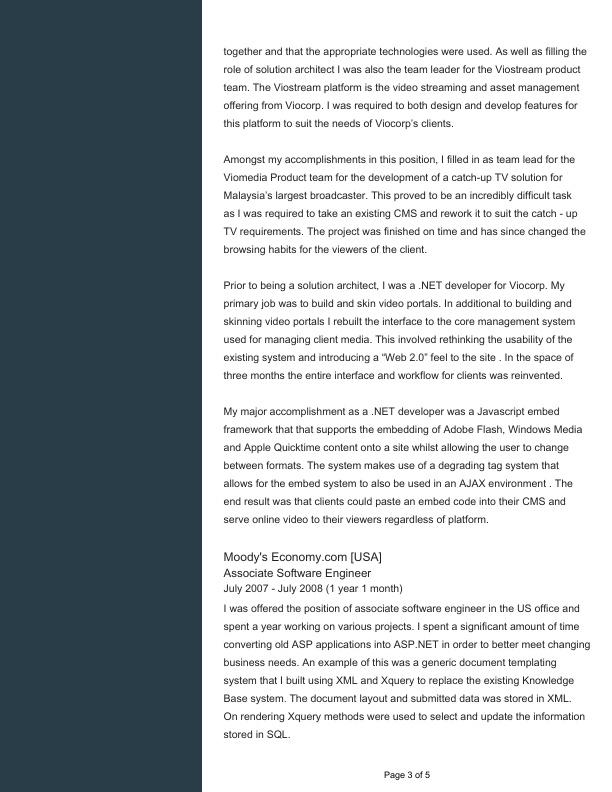 together and that the appropriate technologies were used. As well as filling the
role of solution architect I was also the team leader for the Viostream product
team. The Viostream platform is the video streaming and asset management
offering from Viocorp. I was required to both design and develop features for
this platform to suit the needs of Viocorp's clients.
Amongst my accomplishments in this position, I filled in as team lead for the
Viomedia Product team for the development of a catch-up TV solution for
Malaysia's largest broadcaster. This proved to be an incredibly difficult task
as I was required to take an existing CMS and rework it to suit the catch - up
TV requirements. The project was finished on time and has since changed the
browsing habits for the viewers of the client.
Prior to being a solution architect, I was a .NET developer for Viocorp. My
primary job was to build and skin video portals. In additional to building and
skinning video portals I rebuilt the interface to the core management system
used for managing client media. This involved rethinking the usability of the
existing system and introducing a “Web 2.0” feel to the site . In the space of
three months the entire interface and workflow for clients was reinvented.
My major accomplishment as a .NET developer was a Javascript embed
framework that that supports the embedding of Adobe Flash, Windows Media
and Apple Quicktime content onto a site whilst allowing the user to change
between formats. The system makes use of a degrading tag system that
allows for the embed system to also be used in an AJAX environment . The
end result was that clients could paste an embed code into their CMS and
serve online video to their viewers regardless of platform.
Moody's Economy.com [USA]
Associate Software Engineer
July 2007 - July 2008 (1 year 1 month)
I was offered the position of associate software engineer in the US office and
spent a year working on various projects. I spent a significant amount of time
converting old ASP applications into ASP.NET in order to better meet changing
business needs. An example of this was a generic document templating
system that I built using XML and Xquery to replace the existing Knowledge
Base system. The document layout and submitted data was stored in XML.
On rendering Xquery methods were used to select and update the information
stored in SQL.
Page 3 of 5